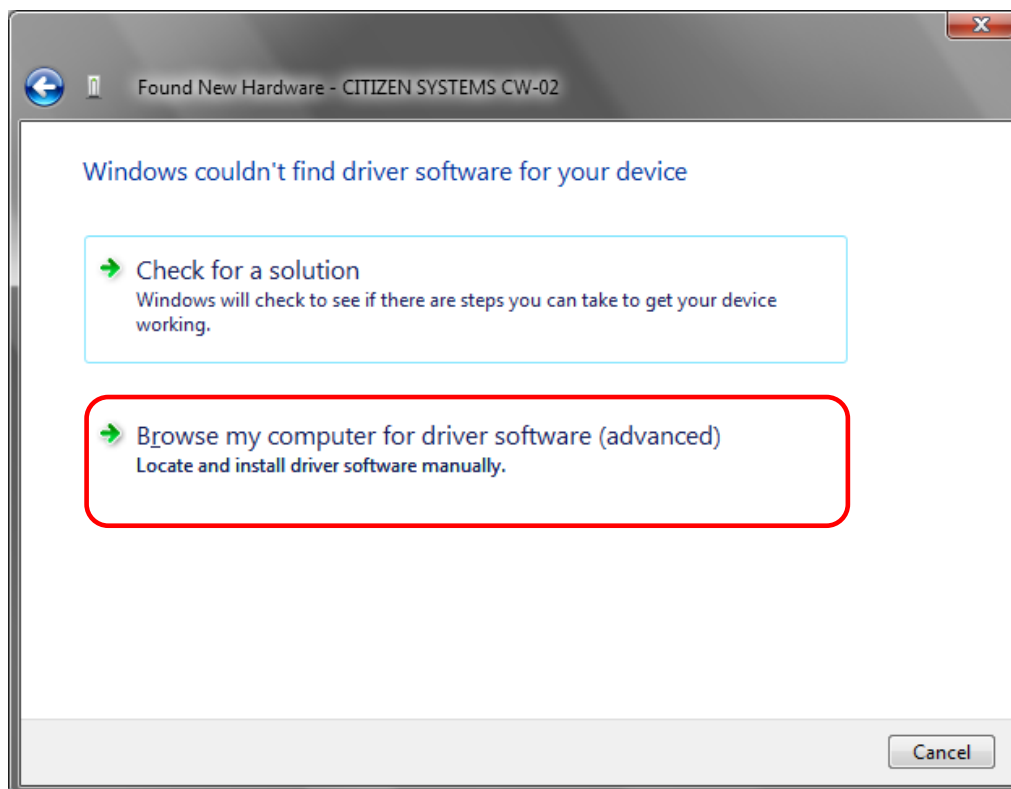 Found New Hardware - CITIZEN SYSTEMS CW-02
Windows couldn't find driver software for your device
Check for a solution
Windows will check to see if there are steps you can take to get your device
working.
Browse my computer for driver software (advanced)
Locate and install driver software manually.
Cancel